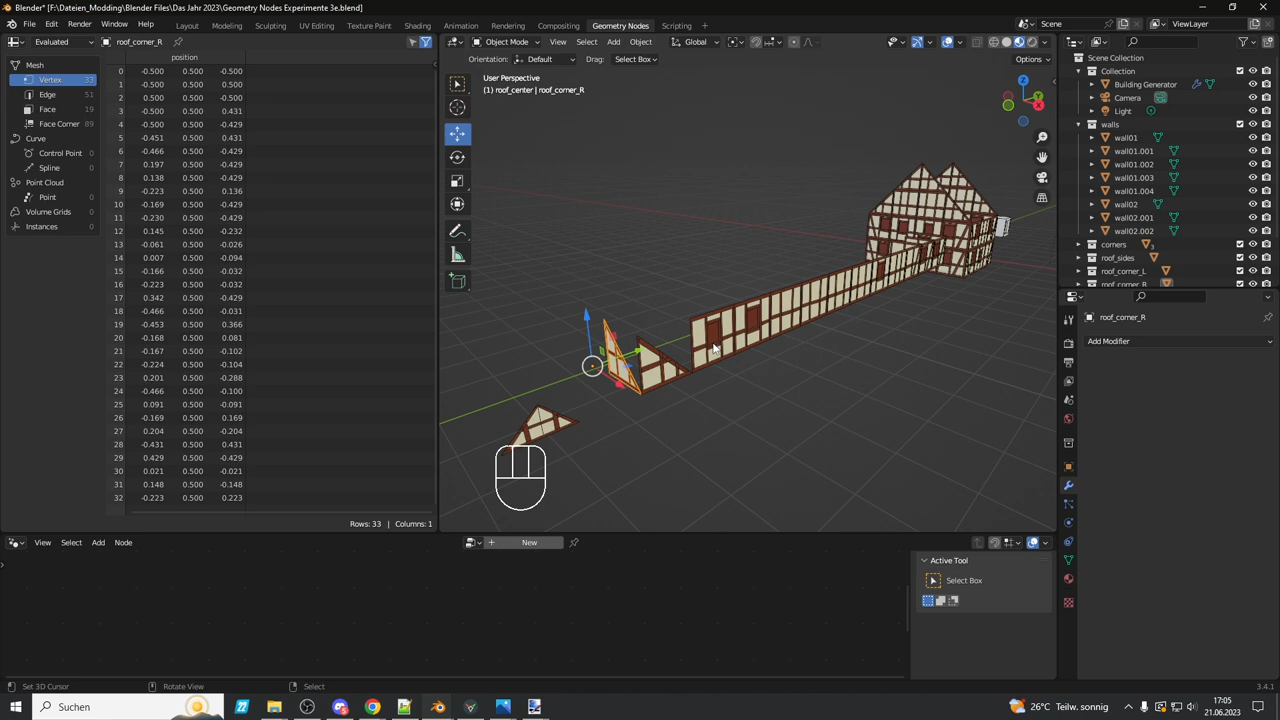 Blender* [F:\Dateien_Modding\Blender Files\Das Jahr 2023\Geometry Nodes Experimente 3e.blend]
File Edit Render Window Help Layout Modeling Sculpting UV Editing Texture Paint Shading Animation Rendering Compositing Geometry Nodes Scripting + Scene ViewLayer
Evaluated roof_corner_R Object Mode View Select Add Object Global
position Orientation: Default Drag: Select Box Options Scene Collection
Mesh 0 -0.500 0.500 -0.500 User Perspective Collection
Vertex 33 1 -0.500 0.500 0.500 (1) roof_center | roof_corner_R Building Generator
Edge 51 2 0.500 0.500 -0.500 Z Y X Camera
Face 19 3 -0.500 0.500 0.431 Light
Face Corner 89 4 -0.500 0.500 -0.429 walls
Curve 5 -0.451 0.500 0.431 wall01
Control Point 0 6 -0.466 0.500 -0.429 wall01.001
Spline 0 7 0.197 0.500 -0.429 wall01.002
Point Cloud 8 0.138 0.500 -0.429 wall01.003
Point 0 9 -0.223 0.500 0.136 wall01.004
Volume Grids 0 10 -0.169 0.500 -0.429 wall02
Instances 0 11 -0.230 0.500 -0.429 wall02.001
12 0.145 0.500 -0.232 wall02.002
13 -0.061 0.500 -0.026 corners 3
14 0.007 0.500 -0.094 roof_sides
15 -0.166 0.500 -0.032 roof_corner_L
16 -0.223 0.500 -0.032 roof_corner_R
17 0.342 0.500 -0.429
18 -0.466 0.500 -0.031
19 -0.453 0.500 0.366 roof_corner_R
20 -0.168 0.500 0.081
21 -0.167 0.500 -0.102 Add Modifier
22 -0.224 0.500 -0.104
23 0.201 0.500 -0.288
24 -0.466 0.500 -0.100
25 0.091 0.500 -0.091
26 -0.169 0.500 0.169
27 0.204 0.500 -0.204
28 -0.431 0.500 0.431
29 0.429 0.500 -0.429
30 0.021 0.500 -0.021
31 0.148 0.500 -0.148
32 -0.223 0.500 0.223
Rows: 33 | Columns: 1
View Select Add Node + New
Active Tool
Select Box
Set 3D Cursor Rotate View Select 3.4.1
Suchen 26°C Teilw. sonnig 17:05
21.06.2023